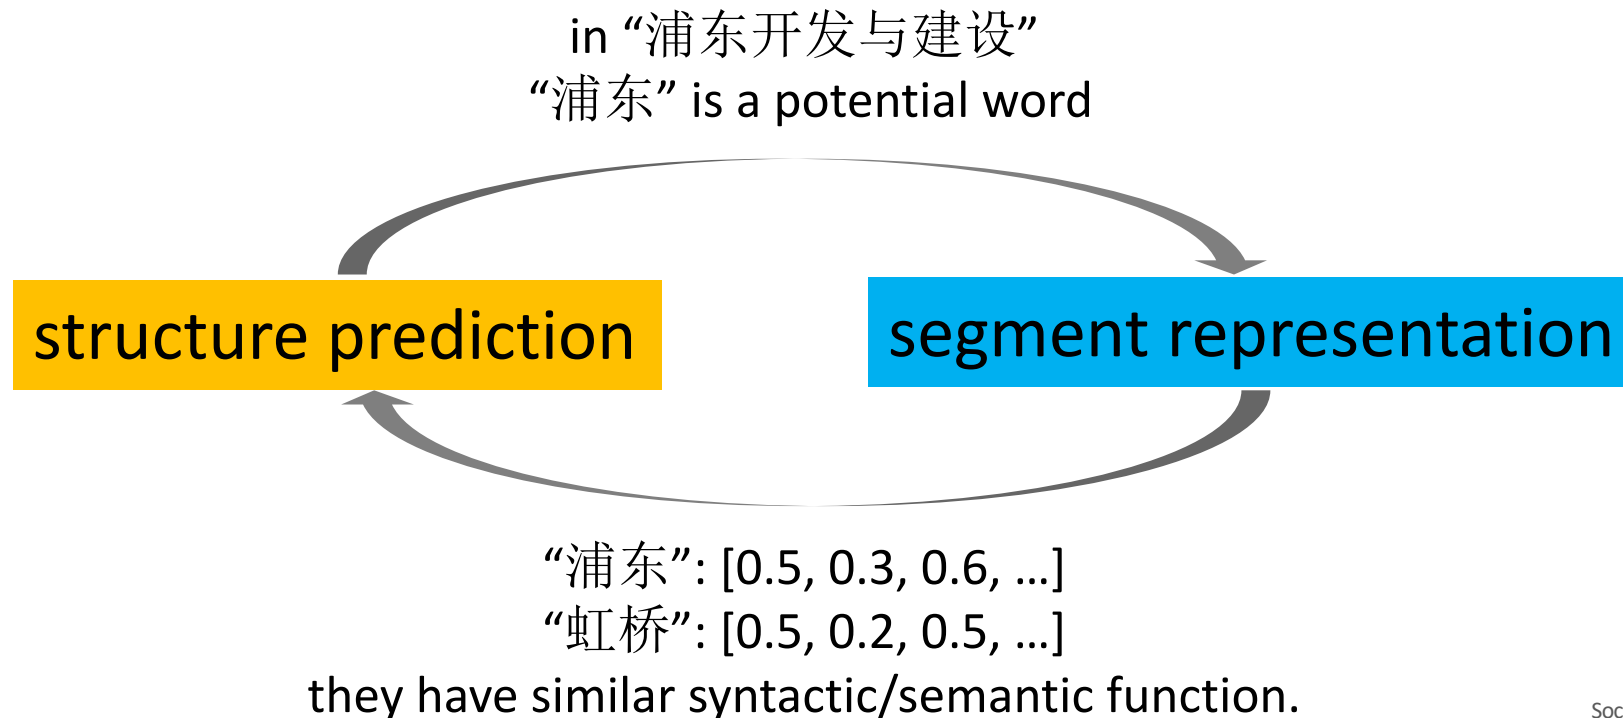 in “浦东开发与建设”
“浦东” is a potential word
structure prediction
segment representation
“浦东”: [0.5, 0.3, 0.6, …]
“虹桥”: [0.5, 0.2, 0.5, …]
they have similar syntactic/semantic function.
Soc